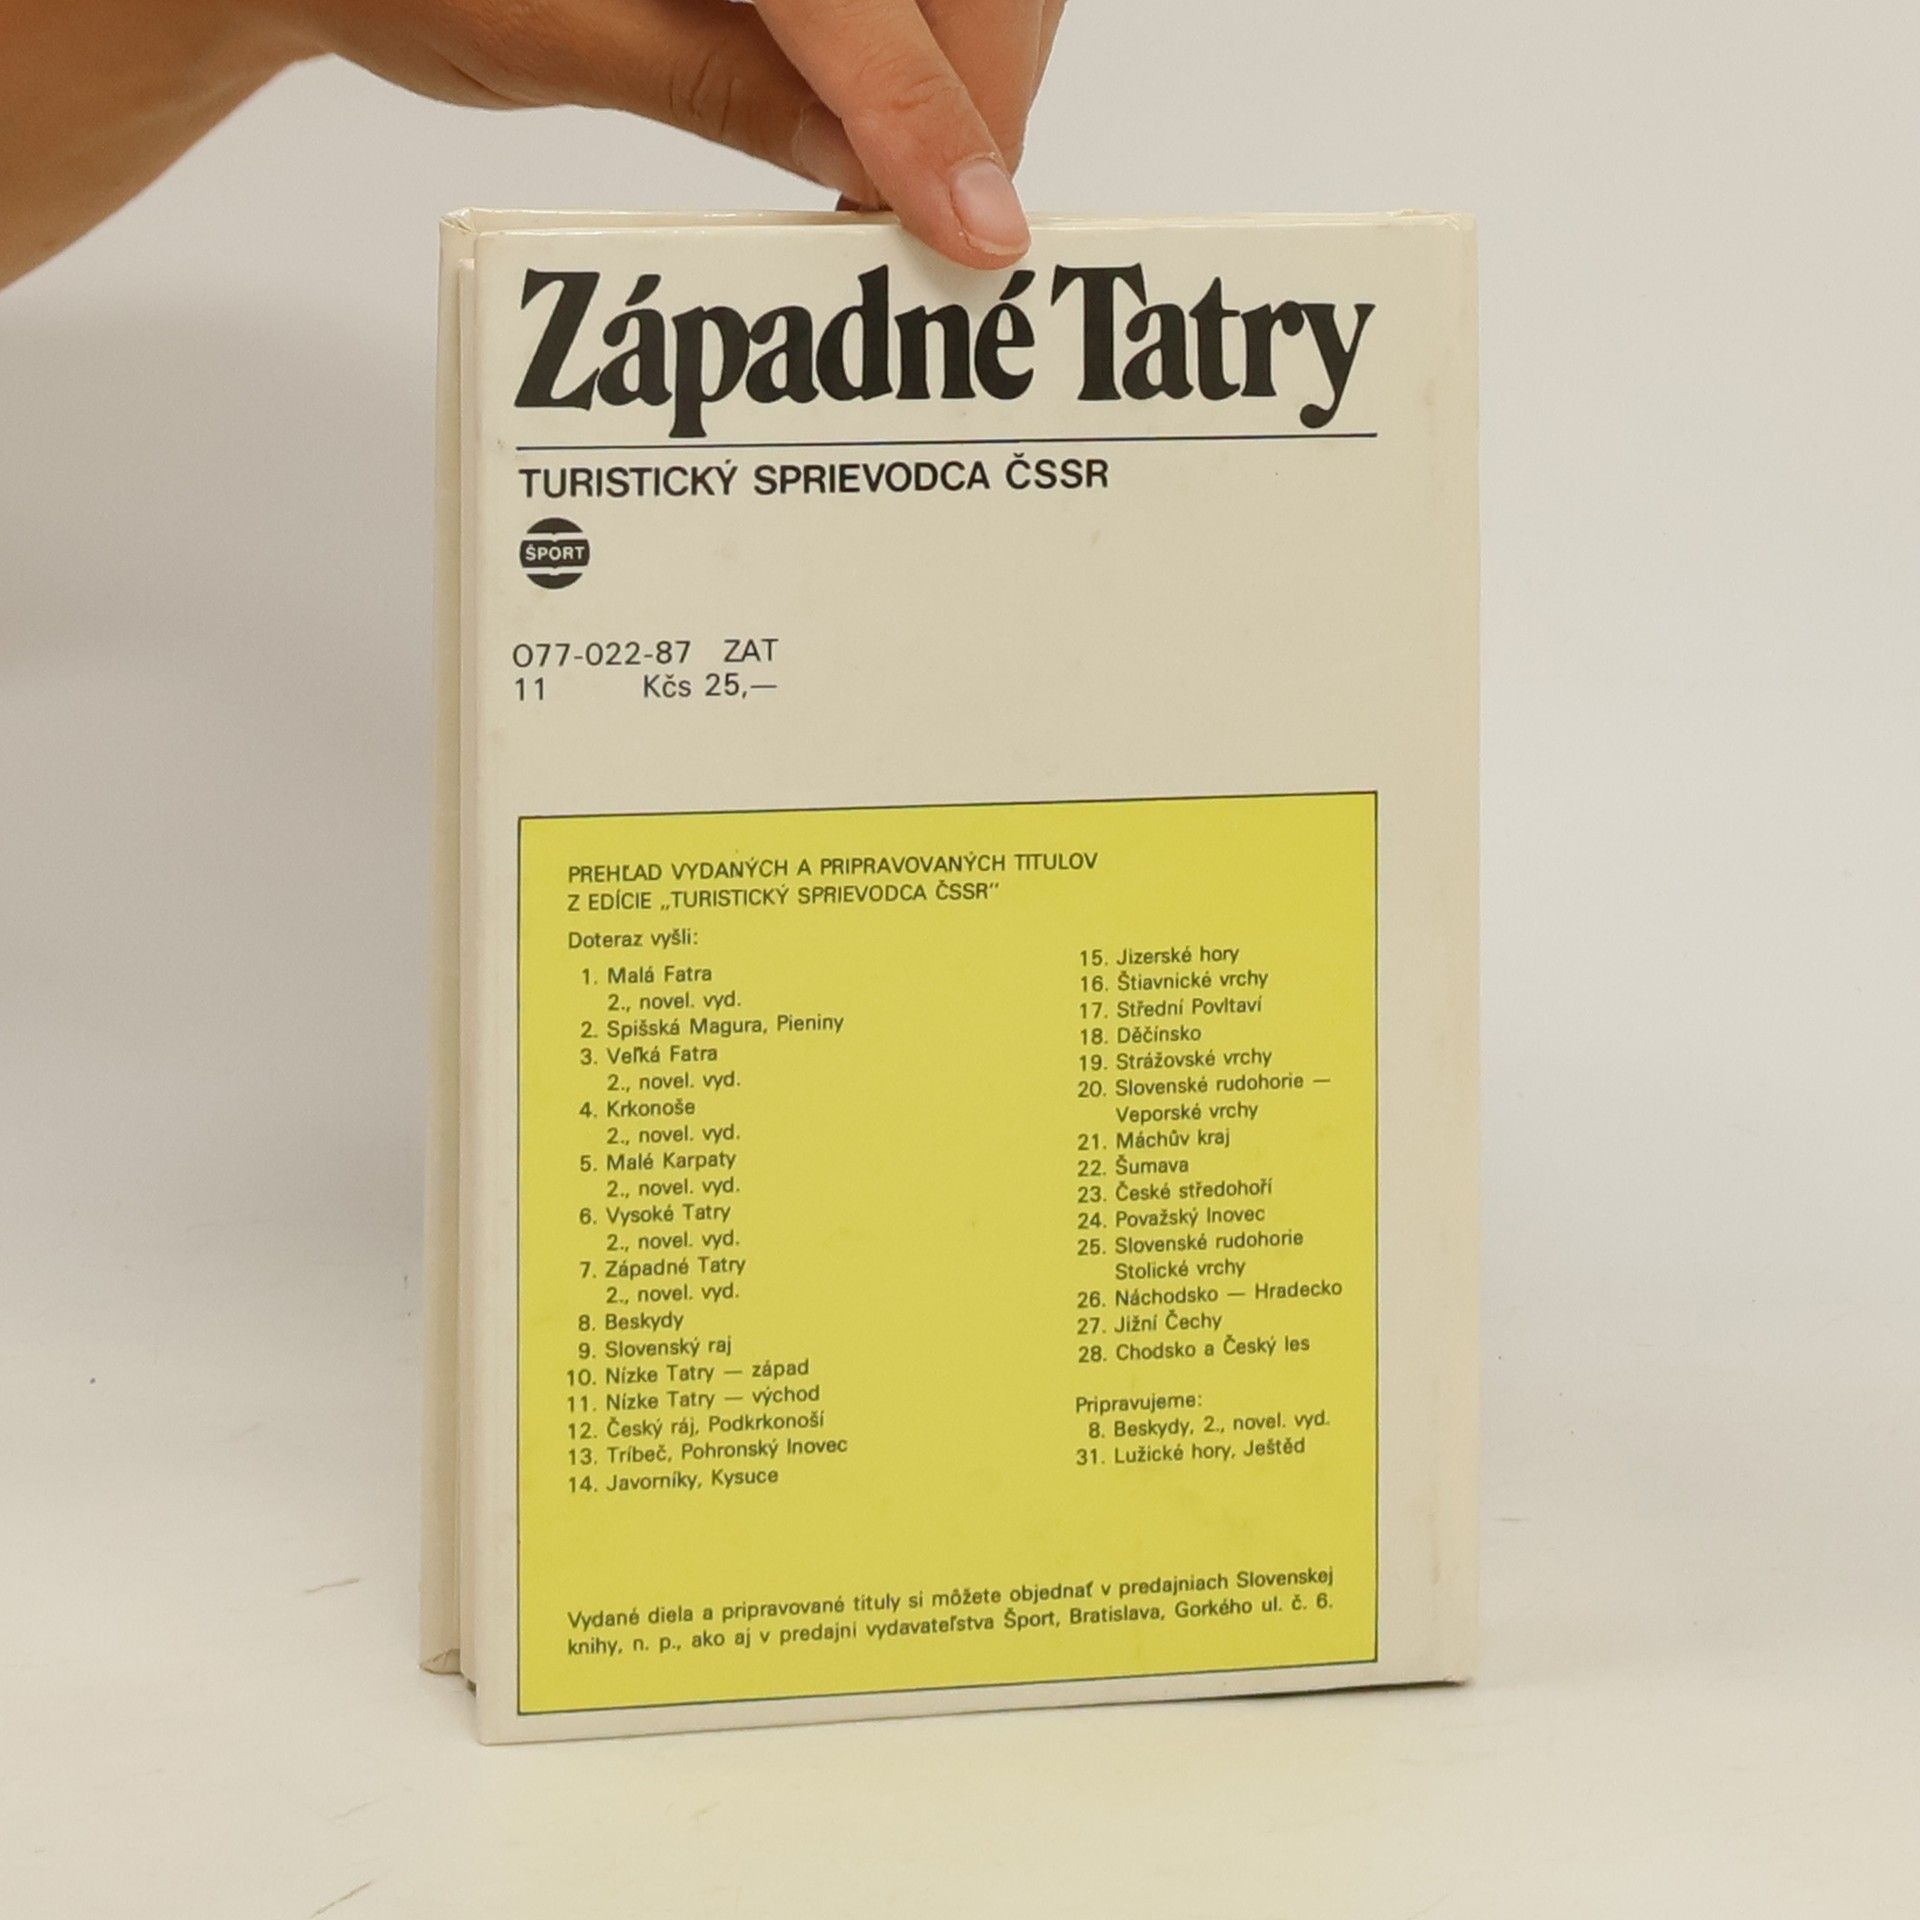 Západné Tatry
TURISTICKÝ SPRIEVODCA ČSSR
ŠPORT
077-022-87 ZAT
11 Kčs 25,—
PREHĽAD VYDANÝCH A PRIPRAVOVANÝCH TITULOV
Z EDÍCIE „TURISTICKÝ SPRIEVODCA ČSSR"
Doteraz vyšli:
1. Malá Fatra
2., novel. vyd.
2. Spišská Magura, Pieniny
3. Veľká Fatra
2., novel. vyd.
4. Krkonoše
2., novel. vyd.
5. Malé Karpaty
2., novel. vyd.
6. Vysoké Tatry
2., novel. vyd.
7. Západné Tatry
2., novel. vyd.
8. Beskydy
9. Slovenský raj
10. Nízke Tatry — západ
11. Nízke Tatry — východ
12. Český ráj, Podkrkonoší
13. Tríbeč, Pohronský Inovec
14. Javorníky, Kysuce
15. Jizerské hory
16. Štiavnické vrchy
17. Střední Povltaví
18. Děčínsko
19. Strážovské vrchy
20. Slovenské rudohorie —
Veporské vrchy
21. Máchův kraj
22. Šumava
23. České středohoří
24. Považský Inovec
25. Slovenské rudohorie
Stolické vrchy
26. Náchodsko — Hradecko
27. Jižní Čechy
28. Chodsko a Český les
Pripravujeme:
8. Beskydy, 2., novel. vyd.
31. Lužické hory, Ještěd
Vydané diela a pripravované tituly si môžete objednať v predajniach Slovenskej
knihy, n. p., ako aj v predajni vydavateľstva Šport, Bratislava, Gorkého ul. č. 6.